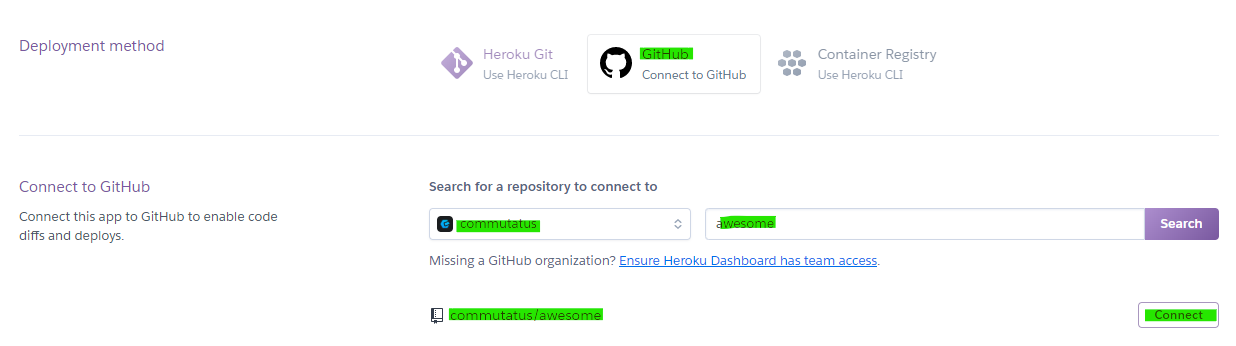 Deployment method
Heroku Git
Use Heroku CLI
GitHub
Connect to GitHub
Container Registry
Use Heroku CLI
Connect to GitHub
Connect this app to GitHub to enable code
diffs and deploys.
Search for a repository to connect to
commutatus
awesome
Search
Missing a GitHub organization? Ensure Heroku Dashboard has team access.
commutatus/awesome
Connect